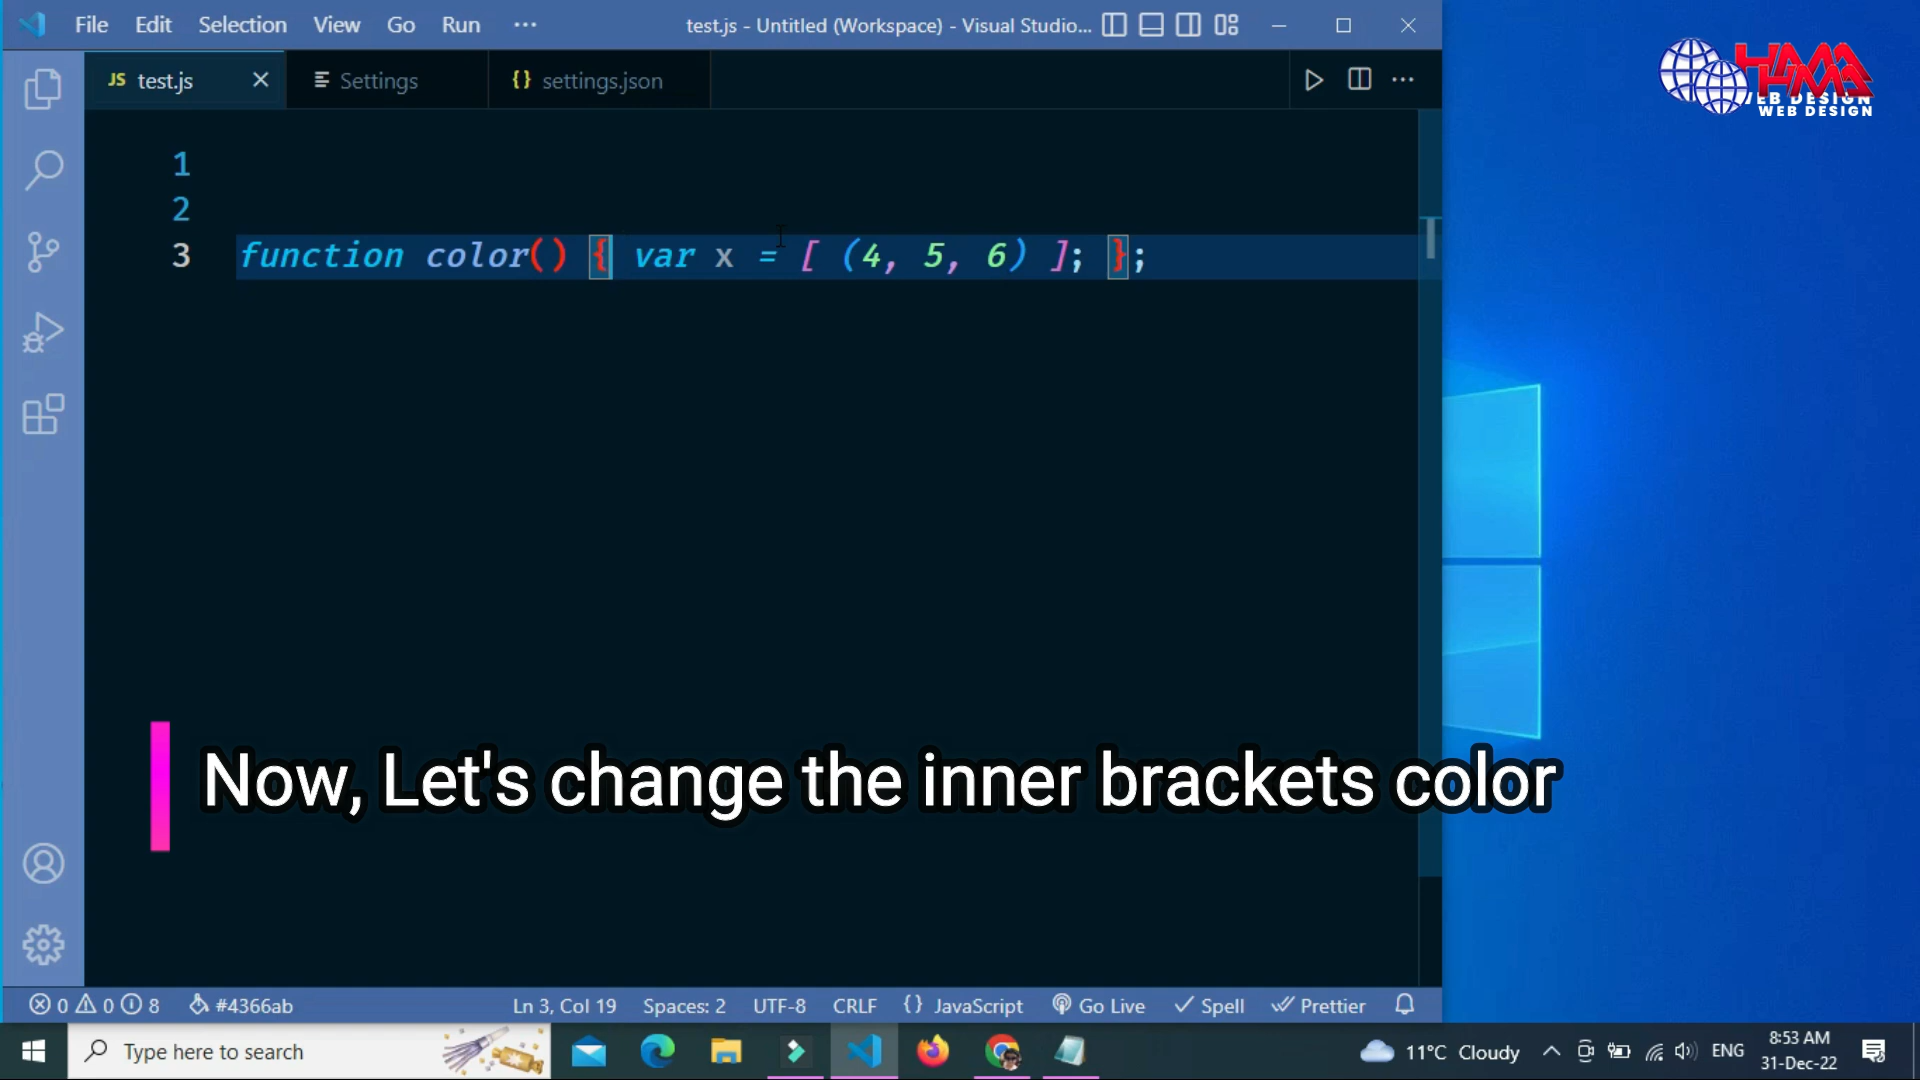 File Edit Selection View Go Run ···
test.js - Untitled (Workspace) - Visual Studio...
JS test.js
Settings
{} settings.json
1
2
3 function color() { var x = [ (4, 5, 6) ]; };
HMA
WEB DESIGN
WEB DESIGN
Now, Let's change the inner brackets color
0 0 8 #4366ab Ln 3, Col 19 Spaces: 2 UTF-8 CRLF {} JavaScript Go Live Spell Prettier
Type here to search
11°C Cloudy
ENG
8:53 AM
31-Dec-22